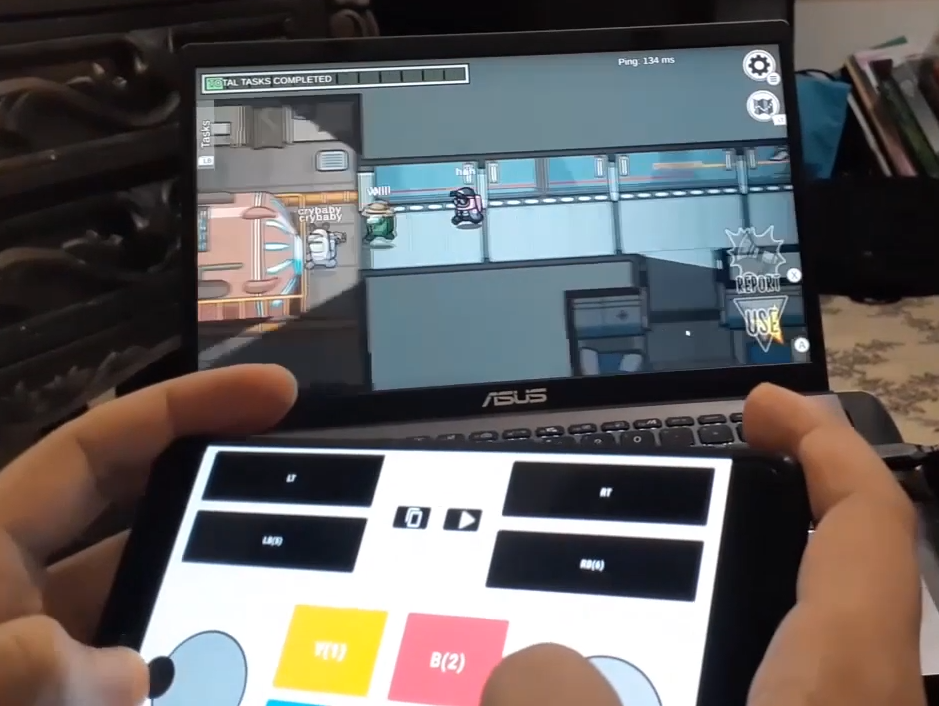 TAL TASKS COMPLETED
Ping: 134 ms
Tasks
LB
hah
crybaby
crybaby
REPORT
X
USE
A
ASUS
LT
RT
LB(5)
RB(6)
Y(1)
B(2)